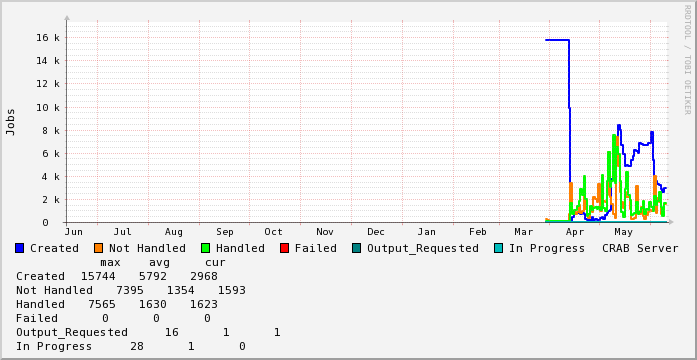 RRDTOOL / TOBI OETIKER
Jobs
16 k
14 k
12 k
10 k
8 k
6 k
4 k
2 k
0
Jun Jul Aug Sep Oct Nov Dec Jan Feb Mar Apr May
Created Not Handled Handled Failed Output_Requested In Progress CRAB Server
max avg cur
Created 15744 5792 2968
Not Handled 7395 1354 1593
Handled 7565 1630 1623
Failed 0 0 0
Output_Requested 16 1 1
In Progress 28 1 0